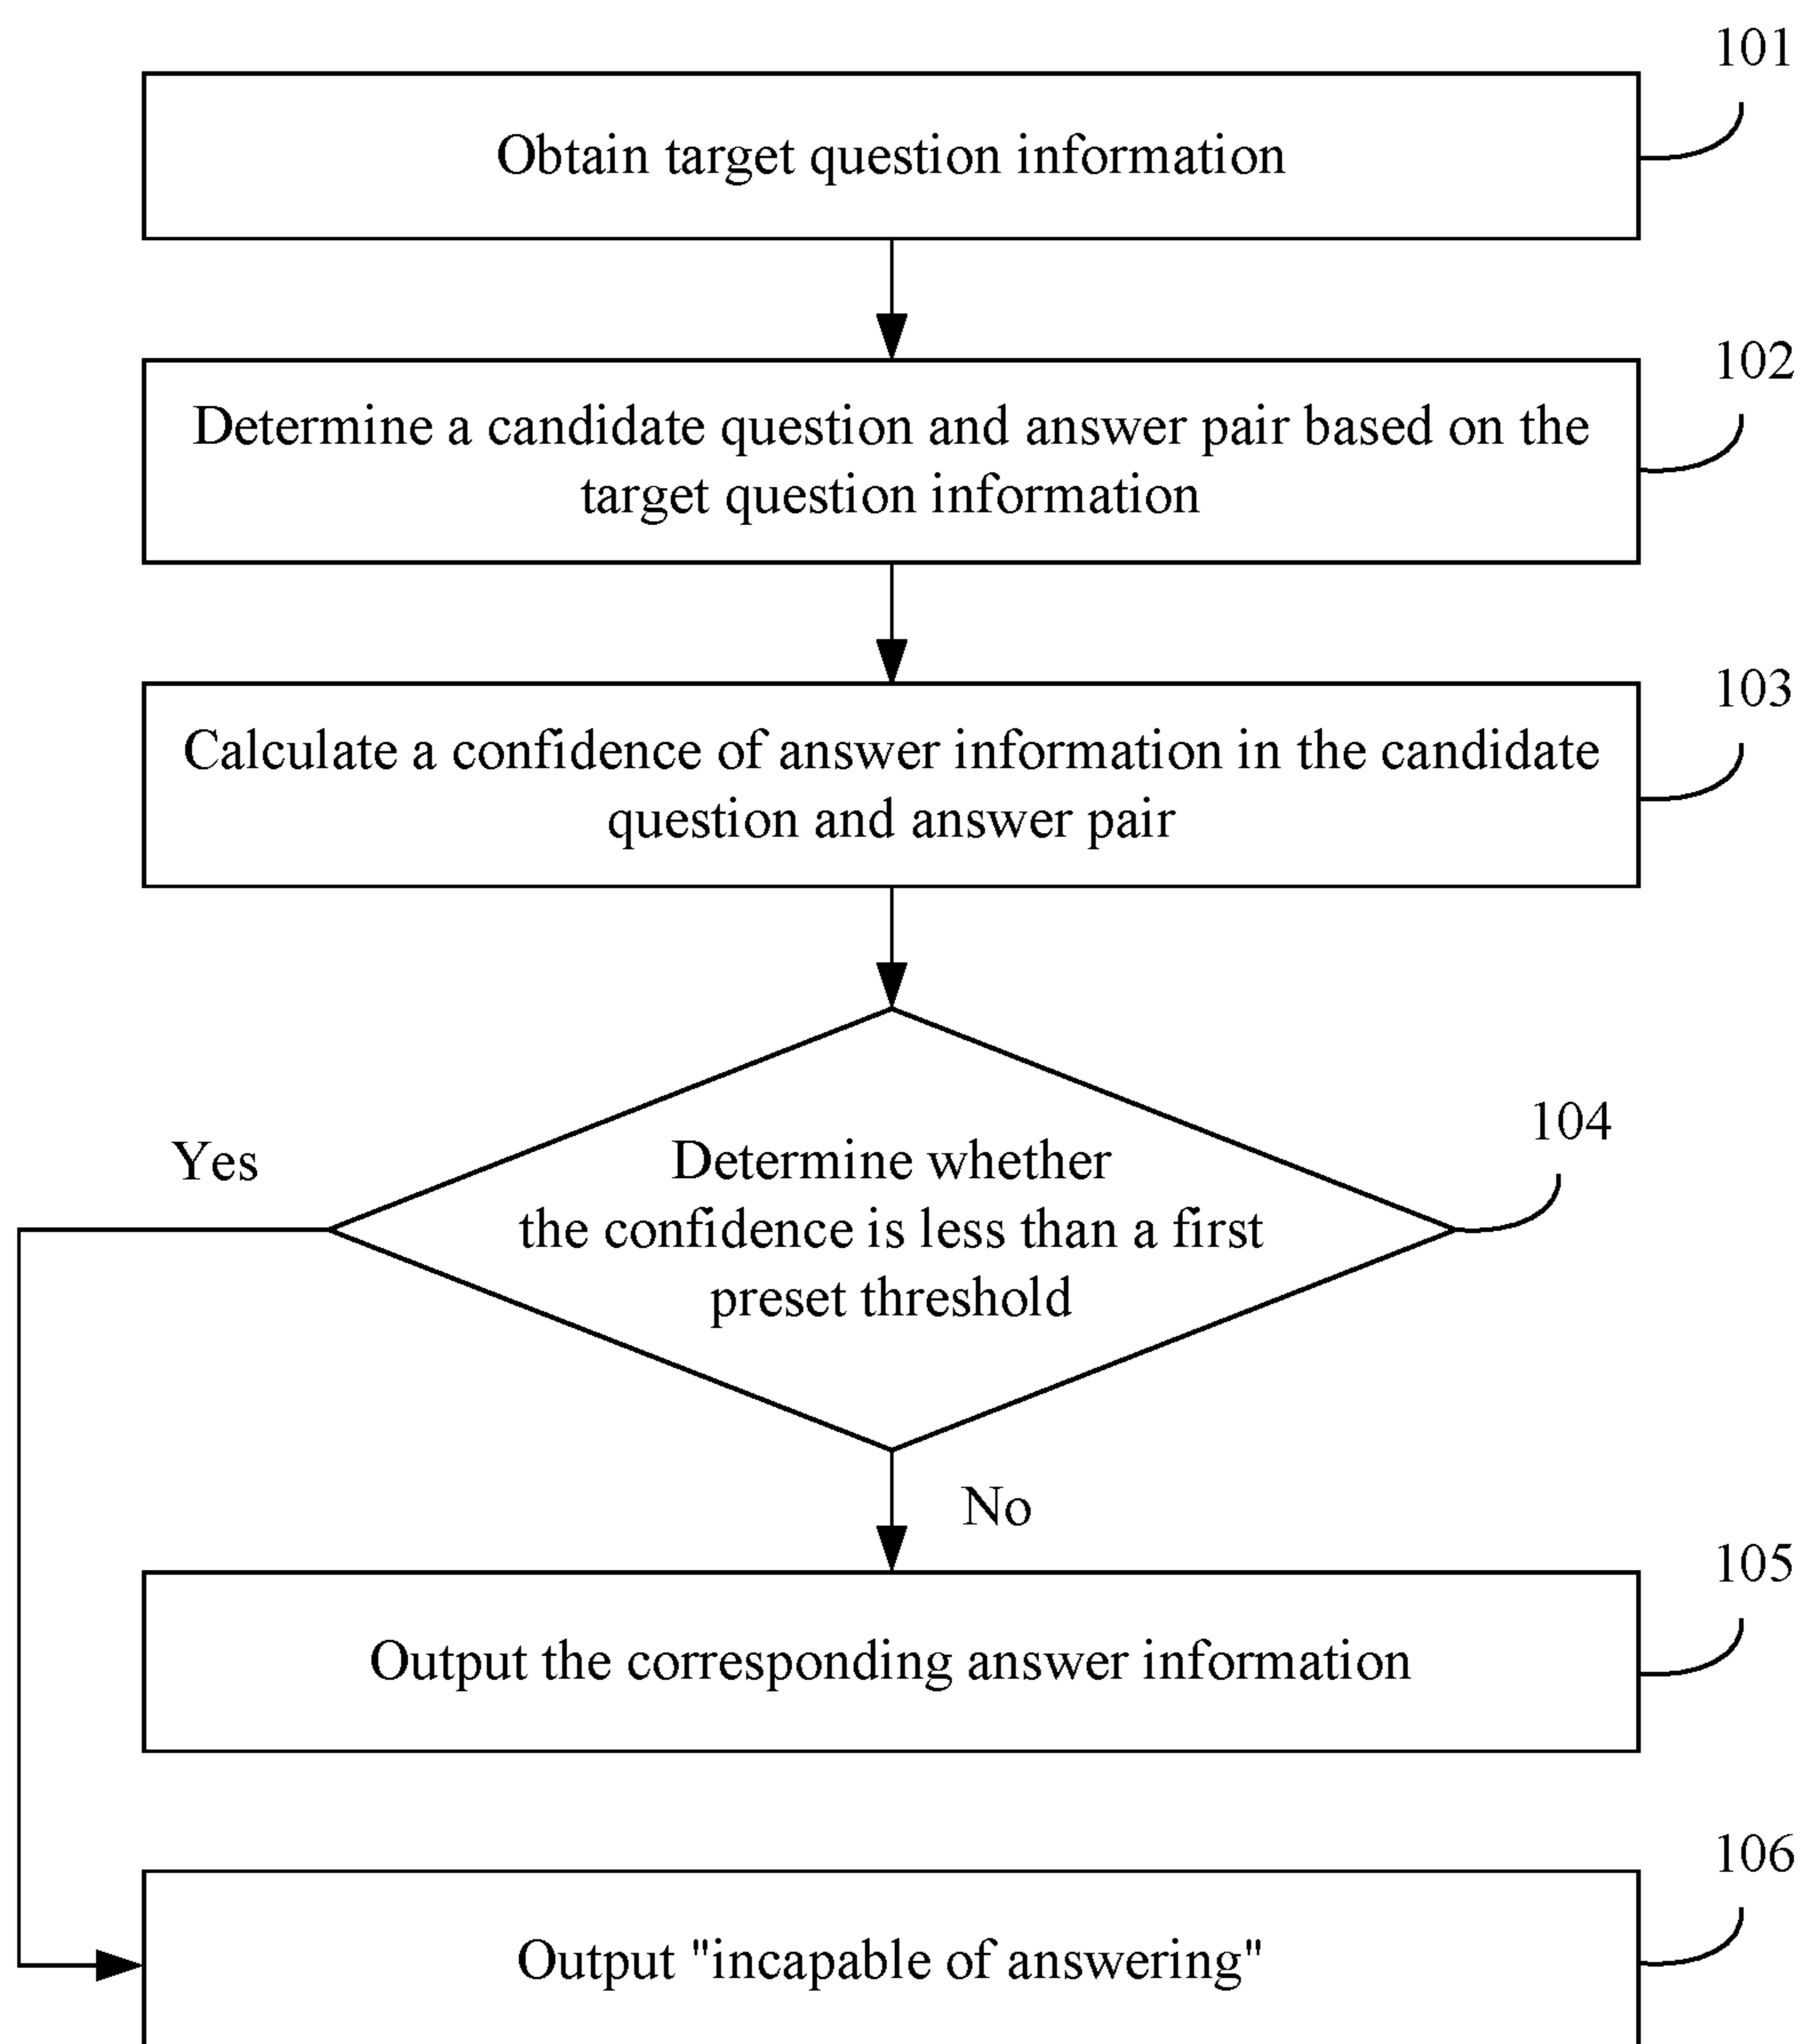 101
Obtain target question information
102
Determine a candidate question and answer pair based on the
target question information
103
Calculate a confidence of answer information in the candidate
question and answer pair
104
Yes
Determine whether
the confidence is less than a first
preset threshold
No
105
Output the corresponding answer information
106
Output "incapable of answering"